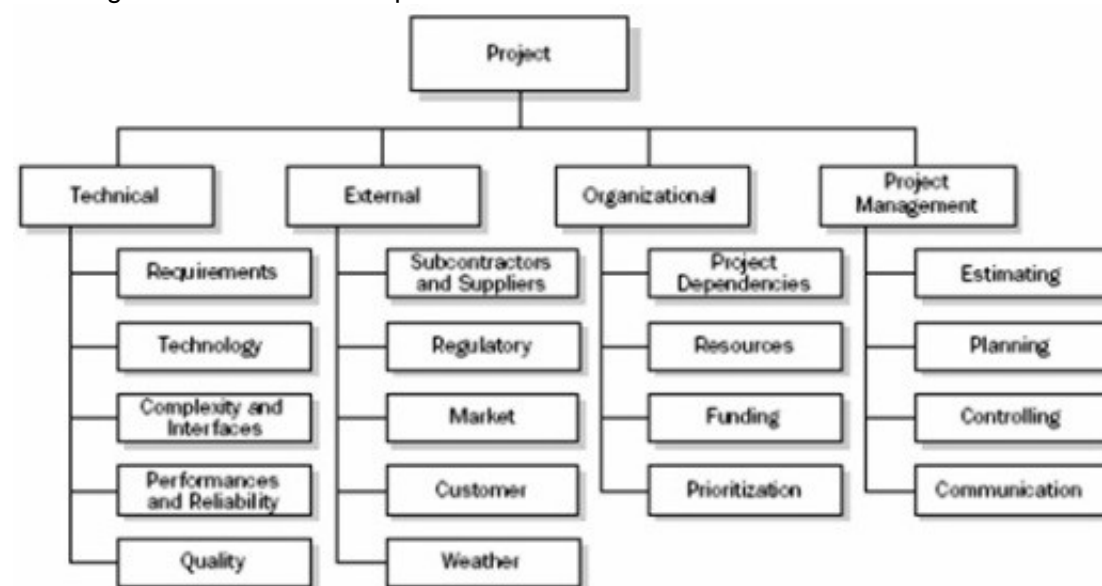 Project
Technical
External
Organizational
Project
Management
Requirements
Technology
Complexity and
Interfaces
Performances
and Reliability
Quality
Subcontractors
and Suppliers
Regulatory
Market
Customer
Weather
Project
Dependencies
Resources
Funding
Prioritization
Estimating
Planning
Controlling
Communication